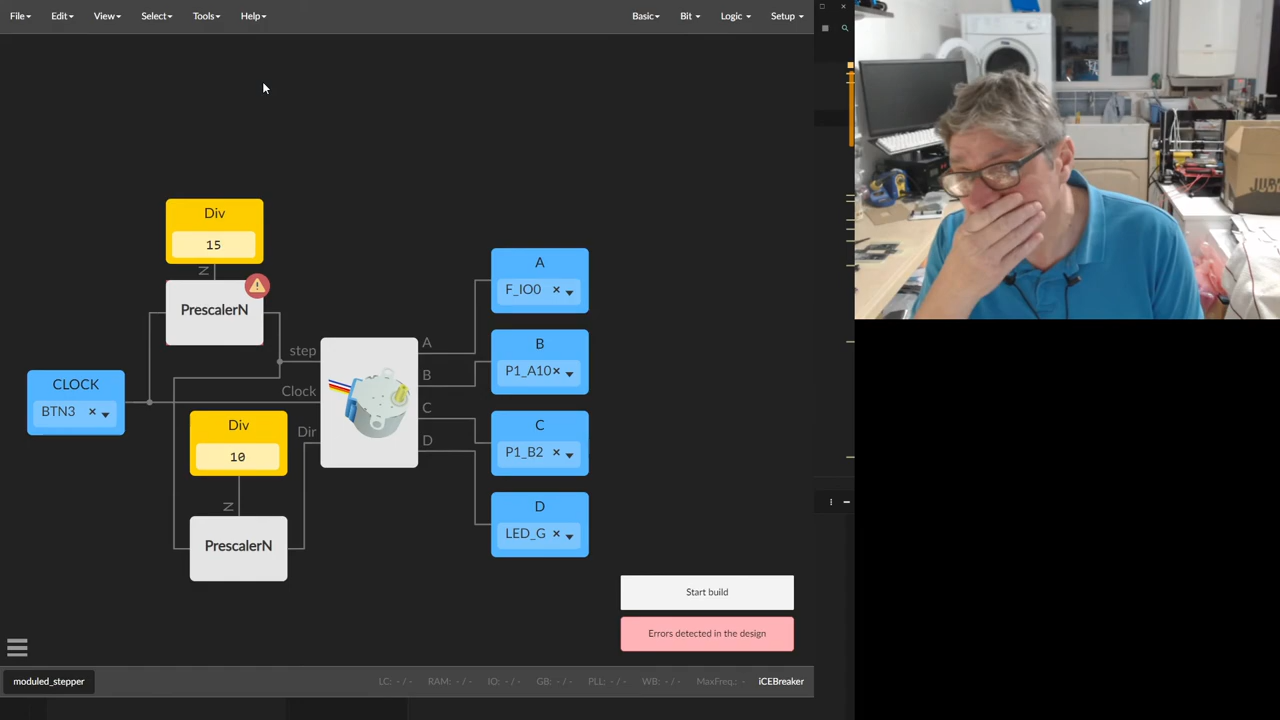 File Edit View Select Tools Help Basic Bit Logic Setup
Div
15
N
PrescalerN
CLOCK
BTN3
step
Clock
Dir
A
B
C
D
Div
10
N
PrescalerN
A
F_IO0
B
P1_A10
C
P1_B2
D
LED_G
Start build
Errors detected in the design
moduled_stepper
LC: - / - RAM: - / - IO: - / - GB: - / - PLL: - / - WB: - / - MaxFreq.: - iCEBreaker